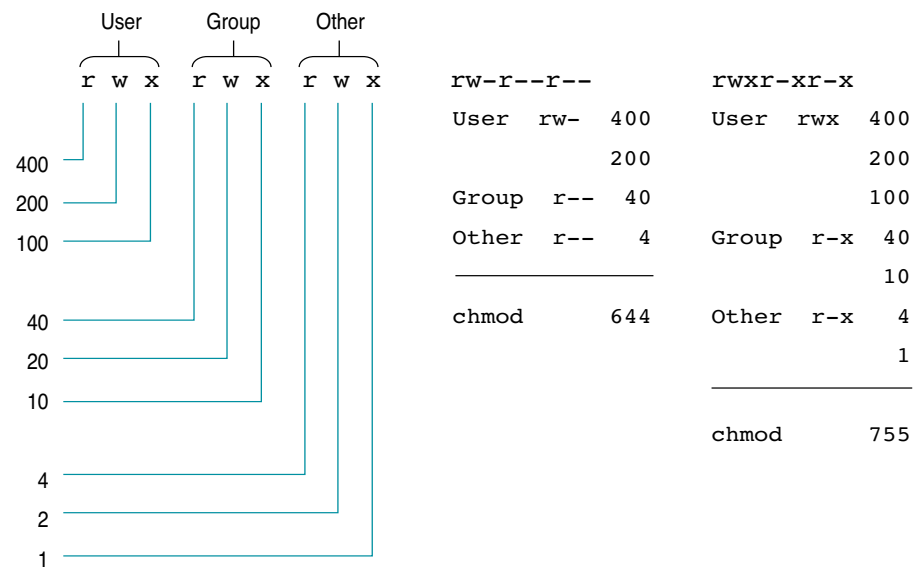 User Group Other
r w x r w x r w x
400
200
100
40
20
10
4
2
1
rw-r--r--
User rw- 400
200
Group r-- 40
Other r-- 4
chmod 644
rwxr-xr-x
User rwx 400
200
100
Group r-x 40
10
Other r-x 4
1
chmod 755